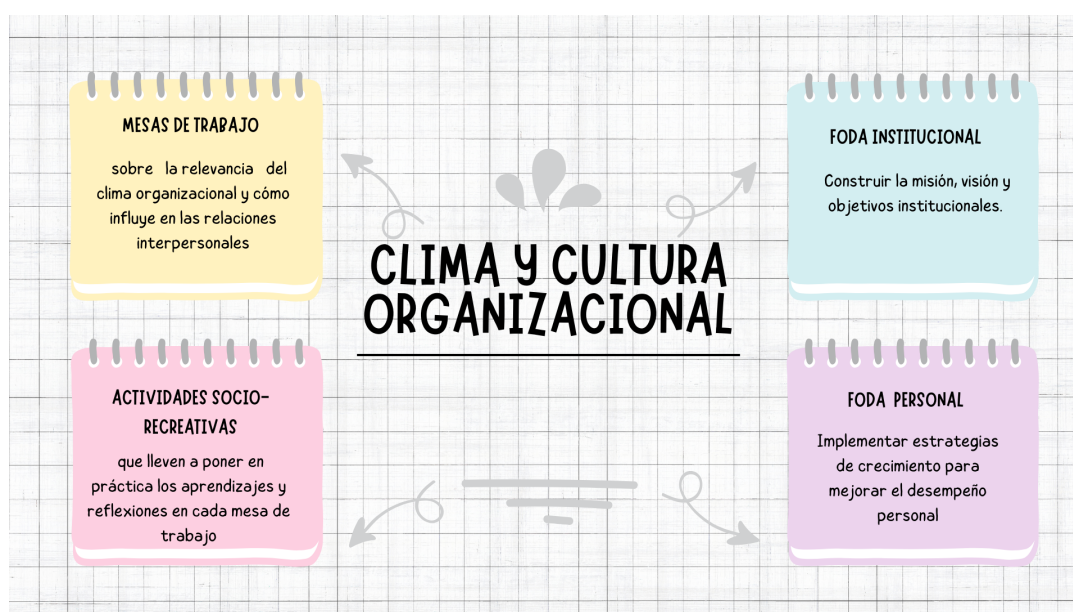 MESAS DE TRABAJO
sobre la relevancia del
clima organizacional y cómo
influye en las relaciones
interpersonales
FODA INSTITUCIONAL
Construir la misión, visión y
objetivos institucionales.
CLIMA Y CULTURA
ORGANIZACIONAL
ACTIVIDADES SOCIO-
RECREATIVAS
que lleven a poner en
práctica los aprendizajes y
reflexiones en cada mesa de
trabajo
FODA PERSONAL
Implementar estrategias
de crecimiento para
mejorar el desempeño
personal